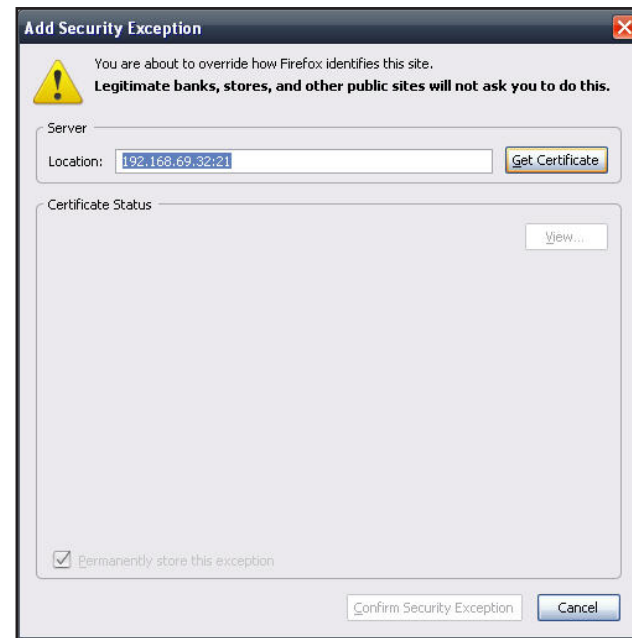 Add Security Exception
You are about to override how Firefox identifies this site.
Legitimate banks, stores, and other public sites will not ask you to do this.
Server
Location: 192.168.69.32:21 Get Certificate
Certificate Status
View...
Permanently store this exception
Confirm Security Exception Cancel